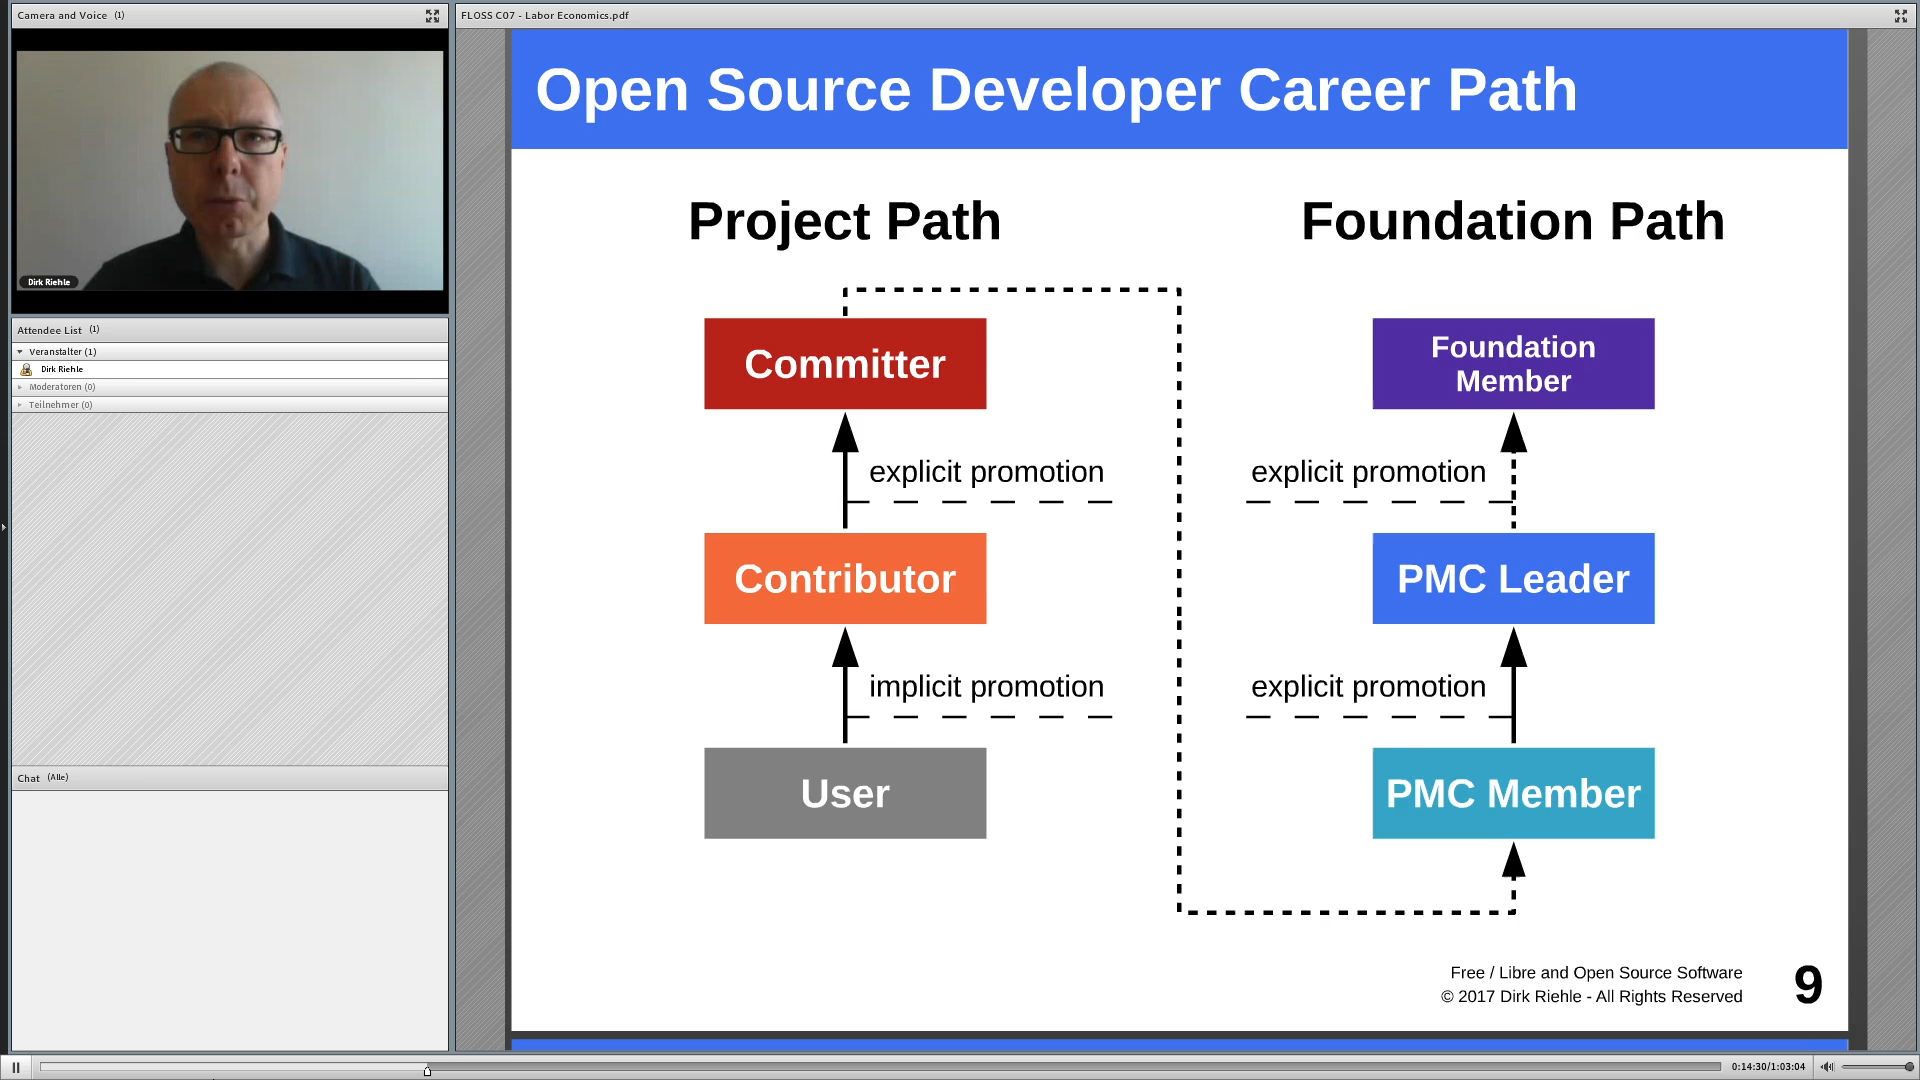 Camera and Voice (1)
Dirk Riehle
Attendee List (1)
Veranstalter (1)
Dirk Riehle
Moderatoren (0)
Teilnehmer (0)
Chat (Alle)
FLOSS C07 - Labor Economics.pdf
Open Source Developer Career Path
Project Path
Foundation Path
Committer
explicit promotion
Contributor
implicit promotion
User
Foundation
Member
explicit promotion
PMC Leader
explicit promotion
PMC Member
Free / Libre and Open Source Software
© 2017 Dirk Riehle - All Rights Reserved
9
0:14:30/1:03:04